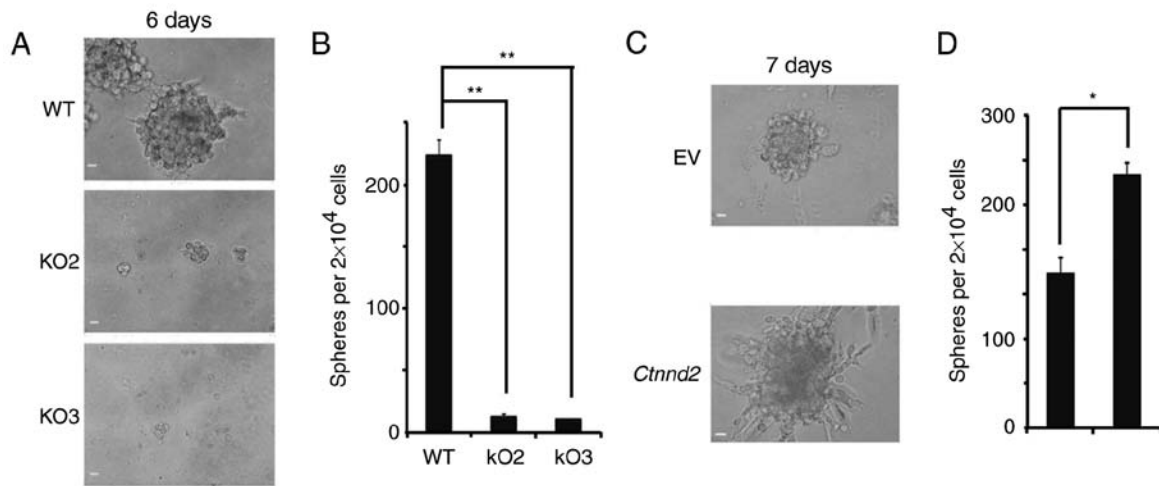 A
6 days
WT
KO2
KO3
B
**
**
Spheres per 2×10⁴ cells
200
100
0
WT
kO2
kO3
C
7 days
EV
Ctnnd2
D
*
Spheres per 2×10⁴ cells
300
200
100
0